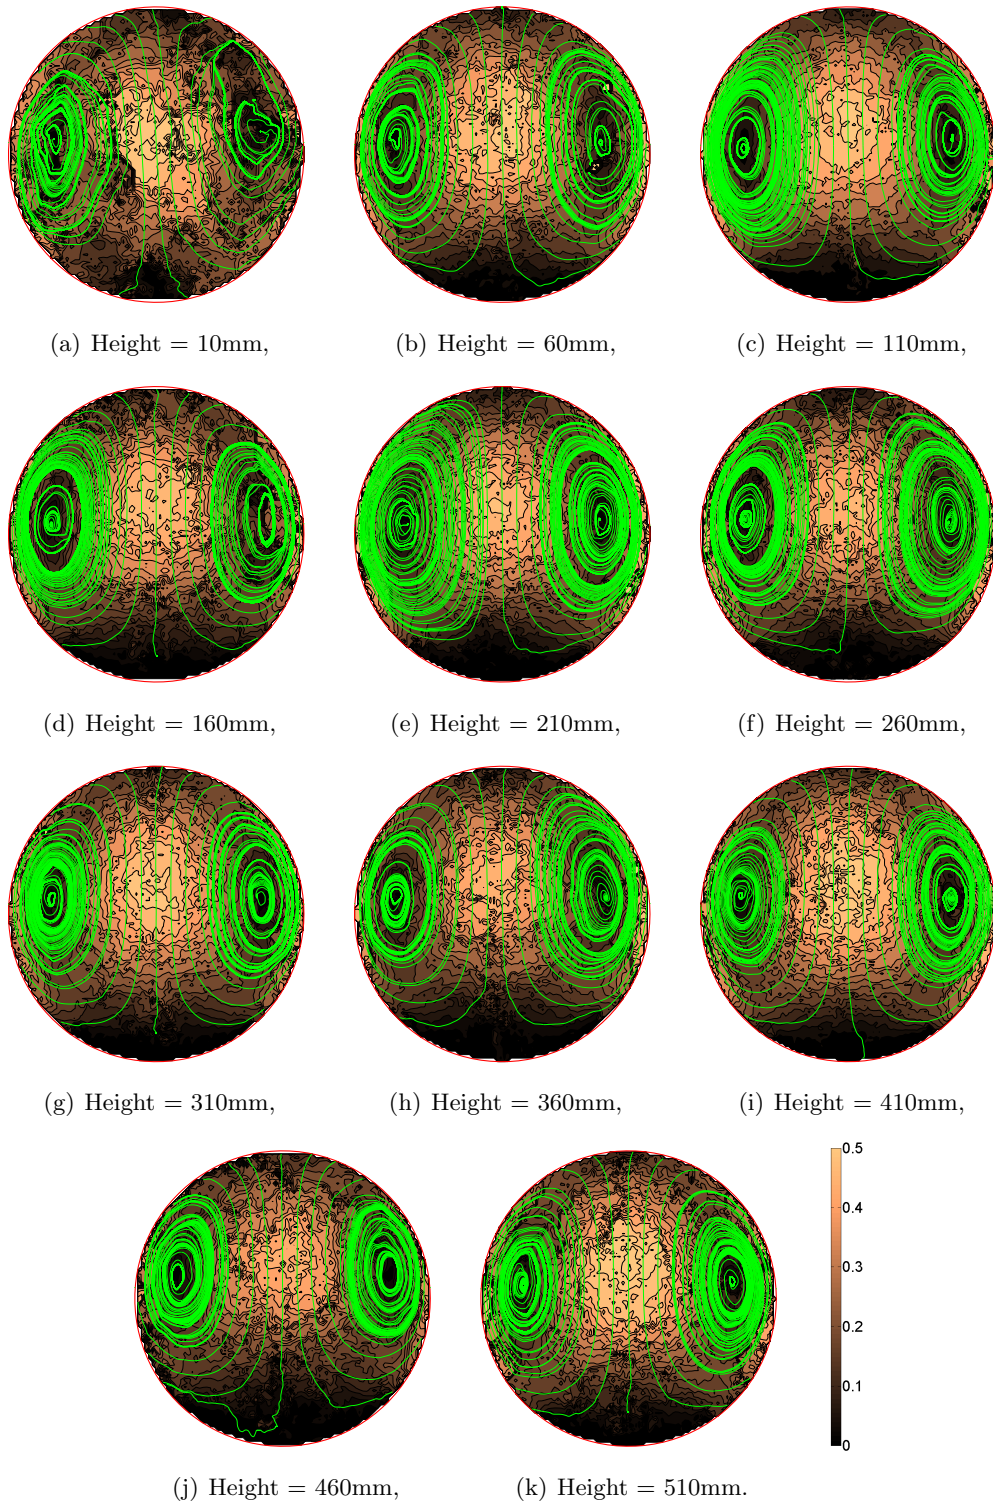 (a) Height = 10mm,
(b) Height = 60mm,
(c) Height = 110mm,
(d) Height = 160mm,
(e) Height = 210mm,
(f) Height = 260mm,
(g) Height = 310mm,
(h) Height = 360mm,
(i) Height = 410mm,
0.5
0.4
0.3
0.2
0.1
0
(j) Height = 460mm,
(k) Height = 510mm.